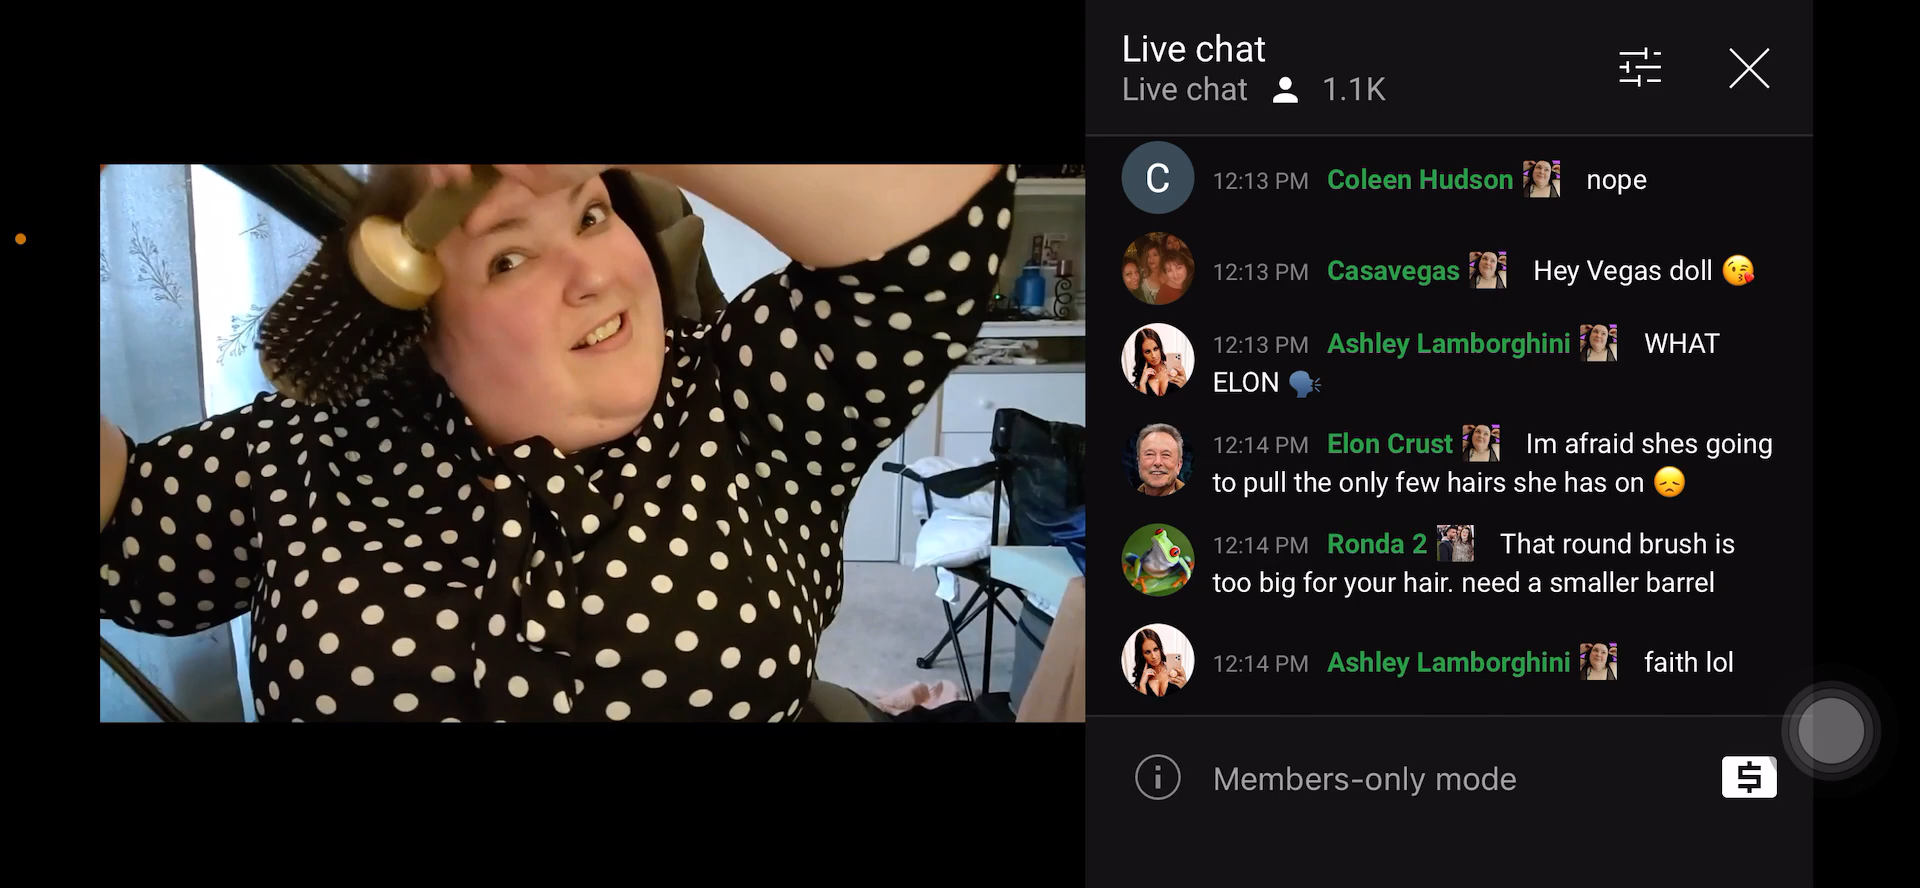 Live chat
Live chat 1.1K
C 12:13 PM Coleen Hudson nope
12:13 PM Casavegas Hey Vegas doll 😘
12:13 PM Ashley Lamborghini WHAT
ELON 🗣️
12:14 PM Elon Crust Im afraid shes going
to pull the only few hairs she has on 😞
12:14 PM Ronda 2 That round brush is
too big for your hair. need a smaller barrel
12:14 PM Ashley Lamborghini faith lol
Members-only mode